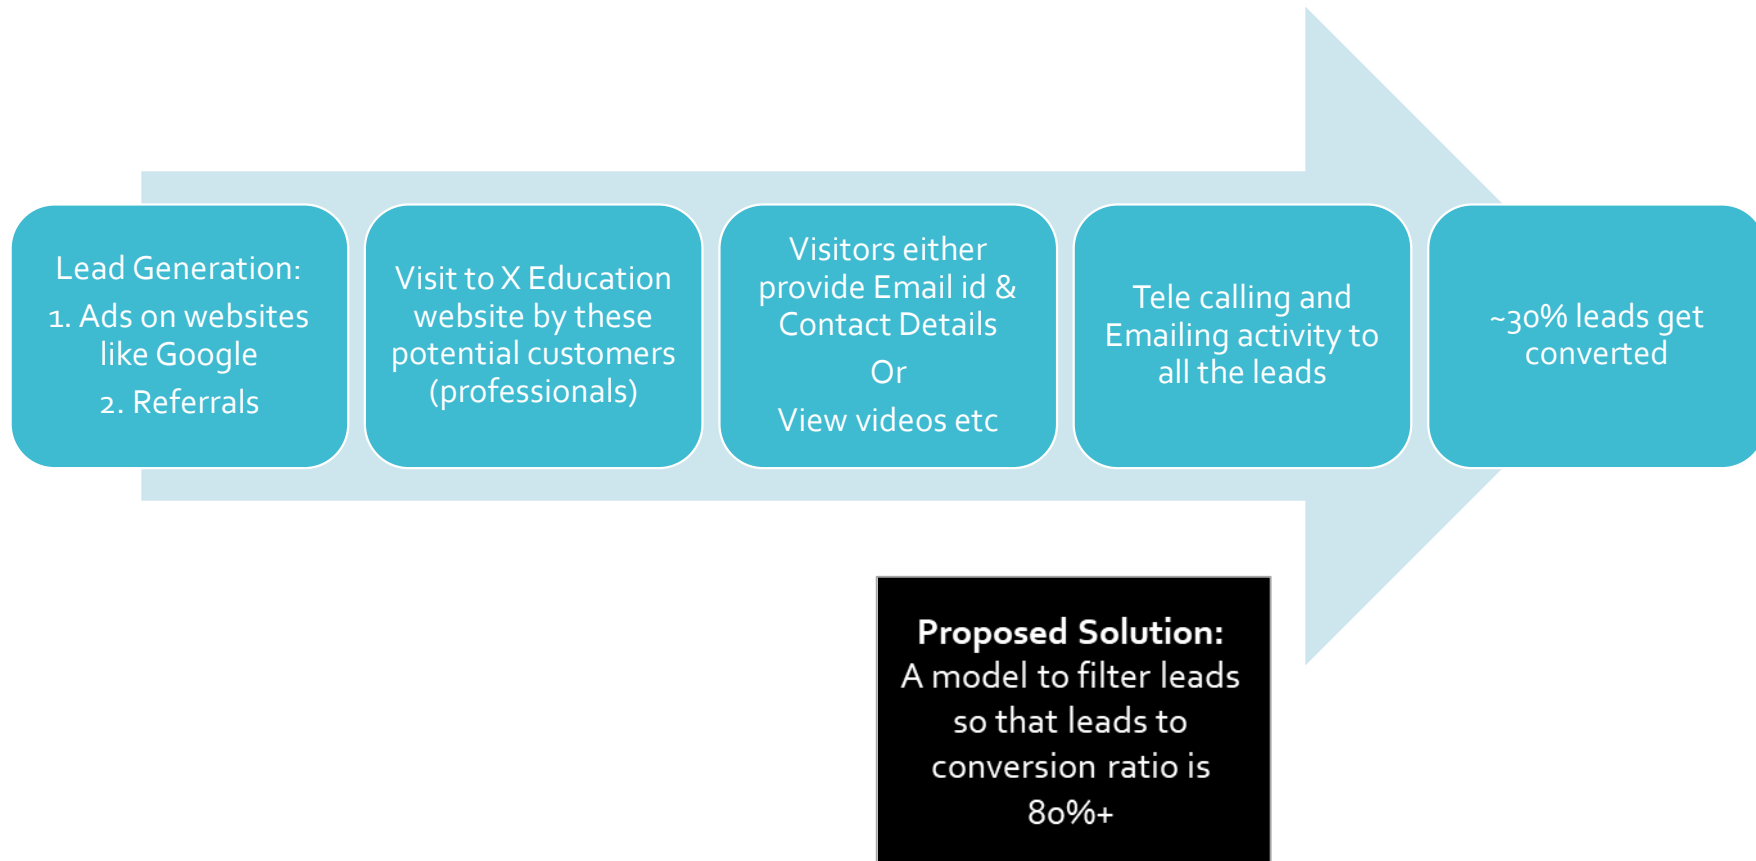 Lead Generation:
1. Ads on websites
like Google
2. Referrals
Visit to X Education
website by these
potential customers
(professionals)
Visitors either
provide Email id &
Contact Details
Or
View videos etc
Tele calling and
Emailing activity to
all the leads
~30% leads get
converted
Proposed Solution:
A model to filter leads
so that leads to
conversion ratio is
80%+